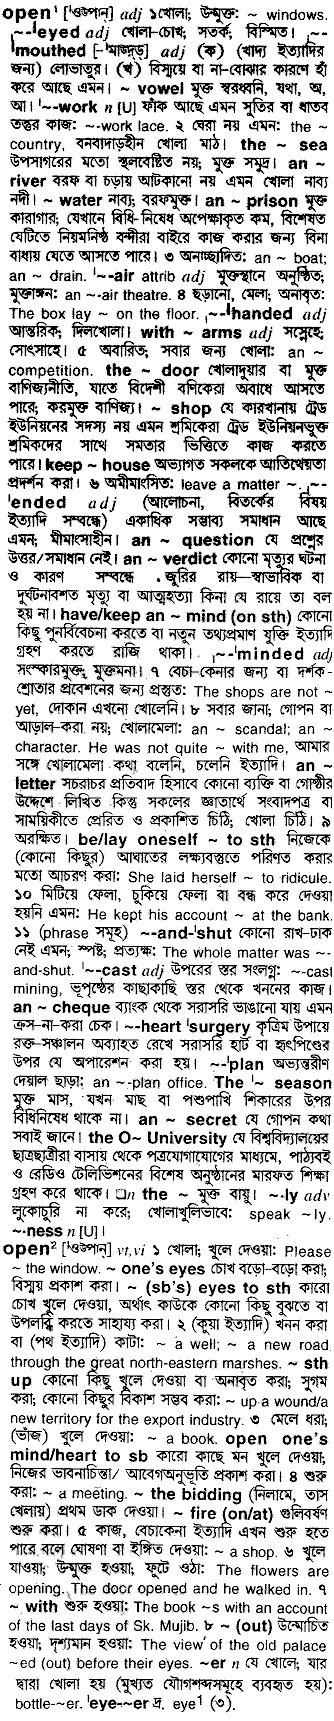 open¹ [ওউপান্] adj ১খোলা; উন্মুক্ত: ~ windows.
ˌ~-ˈeyed adj খোলা-চোখ; সতর্ক, বিস্মিত। ˌ~-
mouthed [-মাউদ্‌ড্] adj (ক) (খাদ্য ইত্যাদির
জন্য) লোভাতুর। (খ) বিস্ময়ে বা না-বোঝার কারণে হাঁ
করে আছে এমন। ~ vowel মুক্ত স্বরধ্বনি, যথা, অ,
আ। ˈ~-work n [U] ফাঁক আছে এমন সুতির বা ধাতব
তন্তুর কাজ: ~-work lace. ২ ঘেরা নয় এমন: the ~
country, বনবাদাড়হীন খোলা মাঠ। the ~ sea
উপসাগরের মতো স্থলবেষ্টিত নয়; মুক্ত সমুদ্র। an ~
river বরফ বা চড়ায় আটকানো নয় এমন খোলা নাব্য
নদী। ~ water নাব্য; বরফমুক্ত। an ~ prison মুক্ত
কারাগার; যেখানে বিধি-নিষেধ অপেক্ষাকৃত কম, বিশেষত
যেটিতে নিয়মনিষ্ঠ বন্দীরা বাইরে কাজ করার জন্য বিনা
বাধায় যেতে আসতে পারে। ৩ অনাচ্ছাদিত: an ~ boat;
an ~ drain. ˈ~-air attrib adj মুক্তস্থানে অনুষ্ঠিত;
মুক্তাঙ্গন: an ~-air theatre. ৪ ছড়ানো, মেলা; অনাবৃত:
The box lay ~ on the floor. ˌ~-ˈhanded adj
আন্তরিক; দিলখোলা। with ~ arms adj সস্নেহে;
সোৎসাহে। ৫ অবারিত; সবার জন্য খোলা: an ~
competition. the ~ door খোলাদুয়ার বা মুক্ত
বাণিজ্যনীতি, যাতে বিদেশী বণিকেরা অবাধে আসতে
পারে; করমুক্ত বাণিজ্য। ~ shop যে কারখানায় ট্রেড
ইউনিয়নের সদস্য নয় এমন শ্রমিকেরা ট্রেড ইউনিয়নভুক্ত
শ্রমিকদের সাথে সমতার ভিত্তিতে কাজ করতে
পারে। keep ~ house অভ্যাগত সকলকে আতিথেয়তা
প্রদর্শন করা। ৬ অমীমাংসিত: leave a matter ~. ˌ~-
ˈended adj (আলোচনা, বিতর্কের বিষয়
ইত্যাদি সম্বন্ধে) একাধিক সম্ভাব্য সমাধান আছে
এমন; মীমাংসাহীন। an ~ question যে প্রশ্নের
উত্তর/সমাধান নেই। an ~ verdict কোনো মৃত্যুর ঘটনা
ও কারণ সম্বন্ধে জুরির রায়—স্বাভাবিক বা
দুর্ঘটনাবশত মৃত্যু বা আত্মহত্যা কিনা যে রায়ে তা বলা
হয় না। have/keep an ~ mind (on sth) কোনো
কিছু পুনর্বিবেচনা করতে বা নতুন তথ্যপ্রমাণ যুক্তি ইত্যাদি
গ্রহণ করতে রাজি থাকা। ˌ~-ˈminded adj
সংস্কারমুক্ত; মুক্তমনা। ৭ বেচা-কেনার জন্য বা দর্শক-
শ্রোতার প্রবেশনের জন্য প্রস্তুত: The shops are not ~
yet, দোকান এখনো খোলেনি। ৮ সবার জানা; গোপন বা
আড়াল-করা নয়; খোলামেলা: an ~ scandal; an ~
character. He was not quite ~ with me, আমার
সঙ্গে খোলামেলা কথা বলেনি, চলেনি ইত্যাদি। an ~
letter সচরাচর প্রতিবাদ হিসাবে কোনো ব্যক্তি বা গোষ্ঠীর
উদ্দেশে লিখিত কিন্তু সকলের জ্ঞাতার্থে সংবাদপত্র বা
সাময়িকীতে প্রেরিত ও প্রকাশিত চিঠি; খোলা চিঠি। ৯
অরক্ষিত। be/lay oneself ~ to sth নিজেকে
(কোনো কিছুর) আঘাতের লক্ষ্যবস্তুতে পরিণত করার
মতো আচরণ করা: She laid herself ~ to ridicule.
১০ মিটিয়ে ফেলা, চুকিয়ে ফেলা বা বন্ধ করে দেওয়া
হয়নি এমন: He kept his account ~ at the bank.
১১ (phrase সমূহ) ~-and-ˈshut কোনো রাখ-ঢাক
নেই এমন; স্পষ্ট; প্রত্যক্ষ: The whole matter was ~-
and-shut. ˈ~-cast adj উপরের স্তর সংলগ্ন: ~-cast
mining, ভূপৃষ্ঠের কাছাকাছি স্তর থেকে খননের কাজ।
an ~ cheque ব্যাংক থেকে সরাসরি ভাঙানো যায় এমন
ক্রস-না-করা চেক। ~-heart ˈsurgery কৃত্রিম উপায়ে
রক্ত-সঞ্চালন অব্যাহত রেখে সরাসরি হার্ট বা হৃৎপিণ্ডের
উপর যে অপারেশন করা হয়। ~-ˈplan অভ্যন্তরীণ
দেয়াল ছাড়া: an ~-plan office. The ˈ~ season
মুক্ত মাস, যখন মাছ বা পশুপাখি শিকারের উপর
বিধিনিষেধ থাকে না। an ~ secret যে গোপন কথা
সবাই জানে। the O~ University যে বিশ্ববিদ্যালয়ের
ছাত্রছাত্রীরা বাসায় থেকে পত্রযোগাযোগের মাধ্যমে, পাঠ্যবই
ও রেডিও টেলিভিশনের বিশেষ অনুষ্ঠানের মারফত শিক্ষা
গ্রহণ করে থাকে। □n the ~ মুক্ত বায়ু। ~·ly adv
লুকোচুরি না করে; খোলাখুলিভাবে: speak ~ly.
~·ness n [U]।
open² [ˈওউপান্] vt,vi ১ খোলা; খুলে দেওয়া: Please
~ the window. ~ one's eyes চোখ বড়ো-বড়ো করা;
বিস্ময় প্রকাশ করা। ~ (sb's) eyes to sth কারো
চোখ খুলে দেওয়া, অর্থাৎ কাউকে কোনো কিছু বুঝতে বা
উপলব্ধি করতে সাহায্য করা। ২ (কুয়া ইত্যাদি) খনন করা
বা (পথ ইত্যাদি) কাটা: ~ a well; ~ a new road
through the great north-eastern marshes. ~ sth
up কোনো কিছু খুলে দেওয়া বা অনাবৃত করা; সুগম
করা; কোনো কিছুর বিকাশ সম্ভব করা: ~ up a wound/a
new territory for the export industry. ৩ মেলে ধরা;
(ভাঁজ) খুলে দেওয়া: ~ a book. open one's
mind/heart to sb কারো কাছে মন খুলে দেওয়া;
নিজের ভাবনাচিন্তা/ আবেগঅনুভূতি প্রকাশ করা। ৪ শুরু
করা: ~ a meeting. ~ the bidding (নিলামে, তাস
খেলায়) প্রথম ডাক দেওয়া। ~ fire (on/at) গুলিবর্ষণ
শুরু করা। ৫ কাজ, বেচাকেনা ইত্যাদি এখন শুরু হতে
পারে বলে ঘোষণা বা ইঙ্গিত দেওয়া: ~ a shop. ৬ খুলে
যাওয়া; উন্মুক্ত হওয়া; ফুটে ওঠা: The flowers are
opening. The door opened and he walked in. ৭
~ with শুরু হওয়া: The book ~s with an account
of the last days of Sk. Mujib. ৮ ~ (out) উন্মোচিত
হওয়া; দৃশ্যমান হওয়া: The view of the old palace
~ed (out) before their eyes. ~·er n যে খোলে; যার
দ্বারা খোলা হয় (মুখ্যত যৌগশব্দসমূহে ব্যবহৃত হয়):
bottle-~er. ˈeye-~er দ্র. eye¹ (৩).